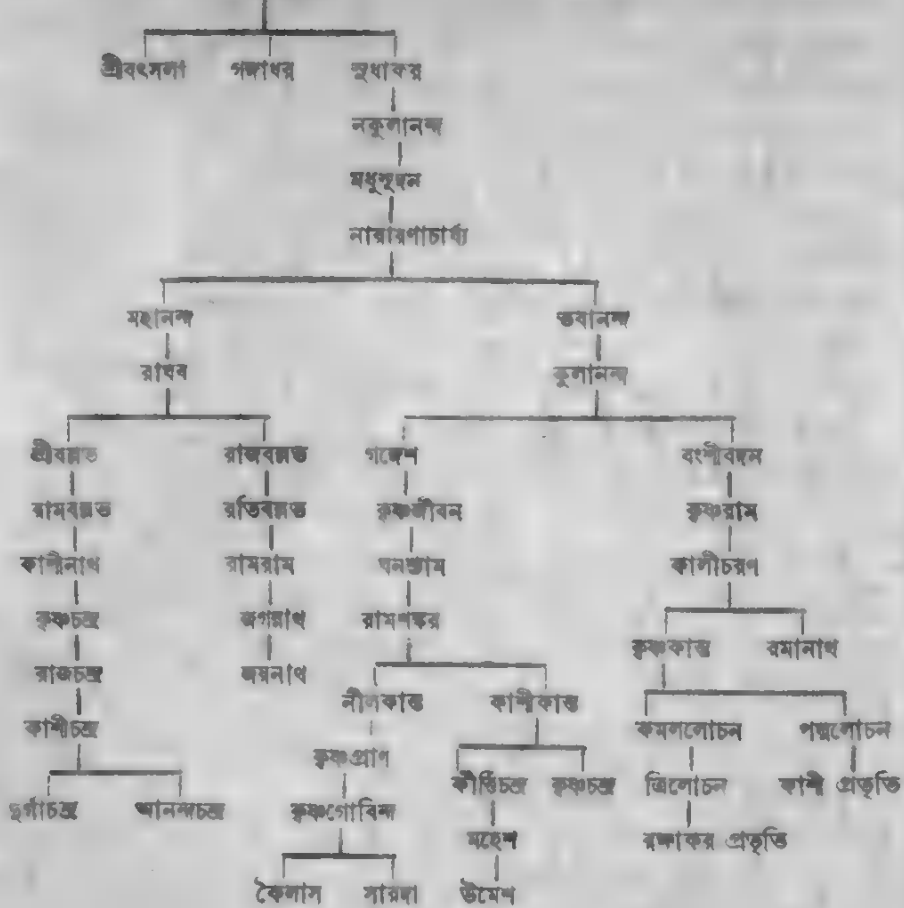 শ্রীবৎসলা গঙ্গাধর সুধাকর
নকুলানন্দ
মধুসূদন
নারায়ণাচার্য্য
মহানন্দ ভবানন্দ
রাঘব কুলানন্দ
শ্রীবল্লভ রাজবল্লভ গঙ্গেশ বংশীবদন
রামবল্লভ রতিবল্লভ কৃষ্ণজীবন কৃষ্ণরাম
কাশীনাথ রামরাম ঘনশ্যাম কালীচরণ
কৃষ্ণচন্দ্র জগন্নাথ রামশঙ্কর কৃষ্ণকান্ত রমানাথ
রাজচন্দ্র জয়নাথ নীলকান্ত কাশীকান্ত
কাশীচন্দ্র কৃষ্ণপ্রাণ কমললোচন পদ্মলোচন
দুর্গাচন্দ্র আনন্দচন্দ্র কৃষ্ণগোবিন্দ কীর্ত্তিচন্দ্র কৃষ্ণচন্দ্র ত্রিলোচন কাশী প্রভৃতি
মহেশ রত্নাকর প্রভৃতি
কৈলাস সারদা উমেশ